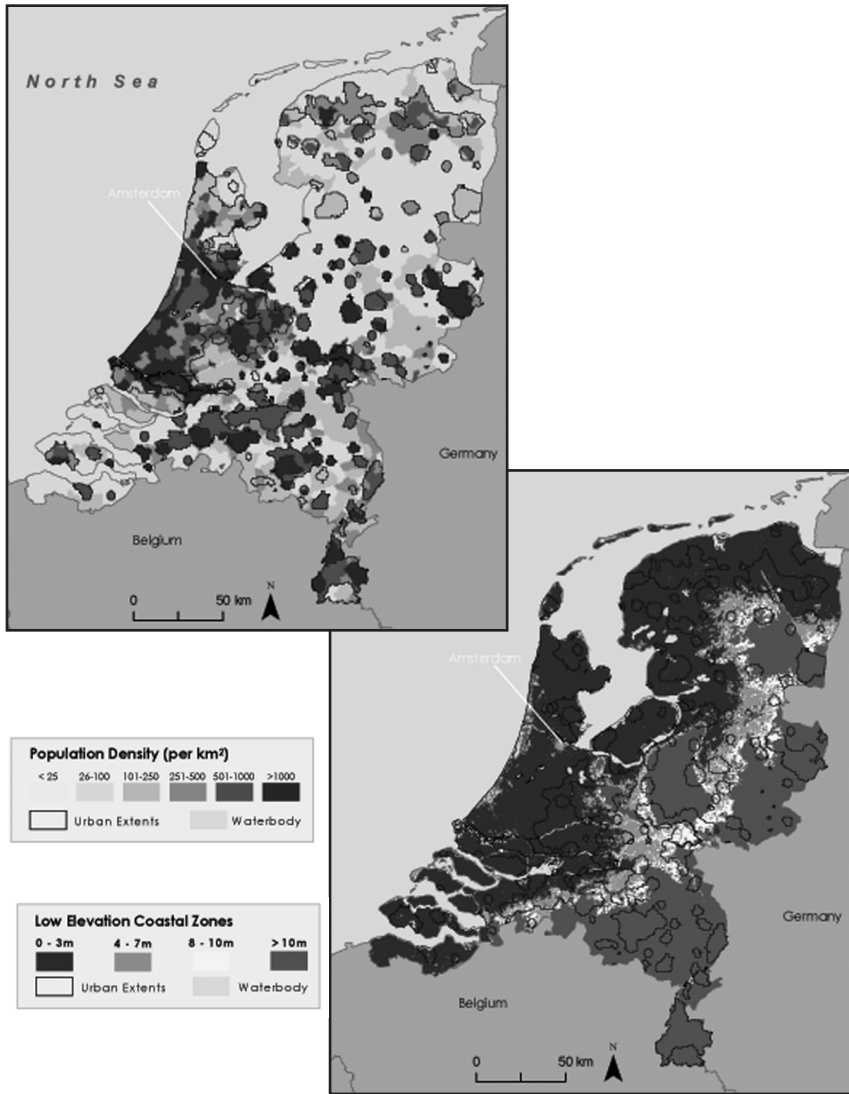 North Sea
Amsterdam
Germany
Belgium
N
0 50 km
Amsterdam
Germany
Belgium
N
0 50 km
Population Density (per km²)
< 25 26-100 101-250 251-500 501-1000 >1000
Urban Extents Waterbody
Low Elevation Coastal Zones
0 - 3m 4 - 7m 8 - 10m >10m
Urban Extents Waterbody